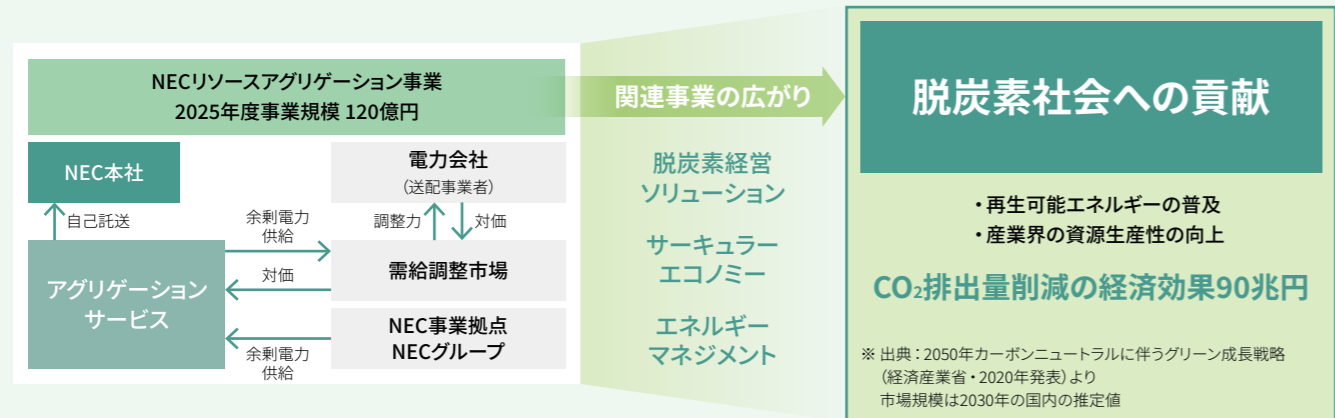 NECリソースアグリゲーション事業
2025年度事業規模 120億円
NEC本社
電力会社
(送配事業者)
自己託送
余剰電力
供給
調整力
対価
アグリゲーション
サービス
対価
需給調整市場
NEC事業拠点
NECグループ
余剰電力
供給
関連事業の広がり
脱炭素経営
ソリューション
サーキュラー
エコノミー
エネルギー
マネジメント
脱炭素社会への貢献
・再生可能エネルギーの普及
・産業界の資源生産性の向上
CO₂排出量削減の経済効果90兆円
※ 出典：2050年カーボンニュートラルに伴うグリーン成長戦略
(経済産業省・2020年発表)より
市場規模は2030年の国内の推定値